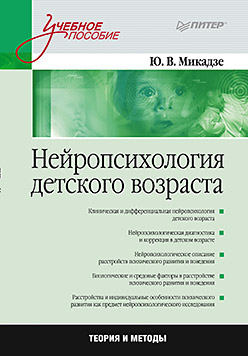 Учебное
пособие
ПИТЕР®
Ю. В. Микадзе
Нейропсихология
детского возраста
Клиническая и дифференциальная нейропсихология
детского возраста
Нейропсихологическая диагностика
и коррекция в детском возрасте
Нейропсихологическое описание
расстройств психического развития и поведения
Биологические и средовые факторы в расстройстве
психического развития и поведения
Расстройства и индивидуальные особенности психического
развития как предмет нейропсихологического исследования
ТЕОРИЯ И МЕТОДЫ